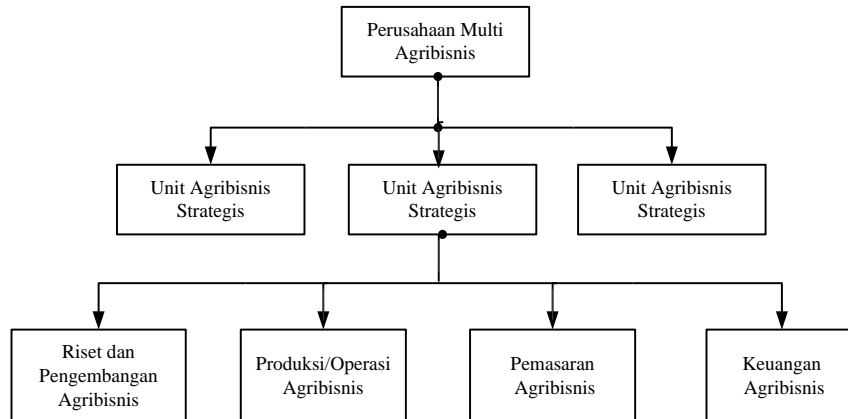 Perusahaan Multi
Agribisnis
Unit Agribisnis
Strategis
Unit Agribisnis
Strategis
Unit Agribisnis
Strategis
Riset dan
Pengembangan
Agribisnis
Produksi/Operasi
Agribisnis
Pemasaran
Agribisnis
Keuangan
Agribisnis